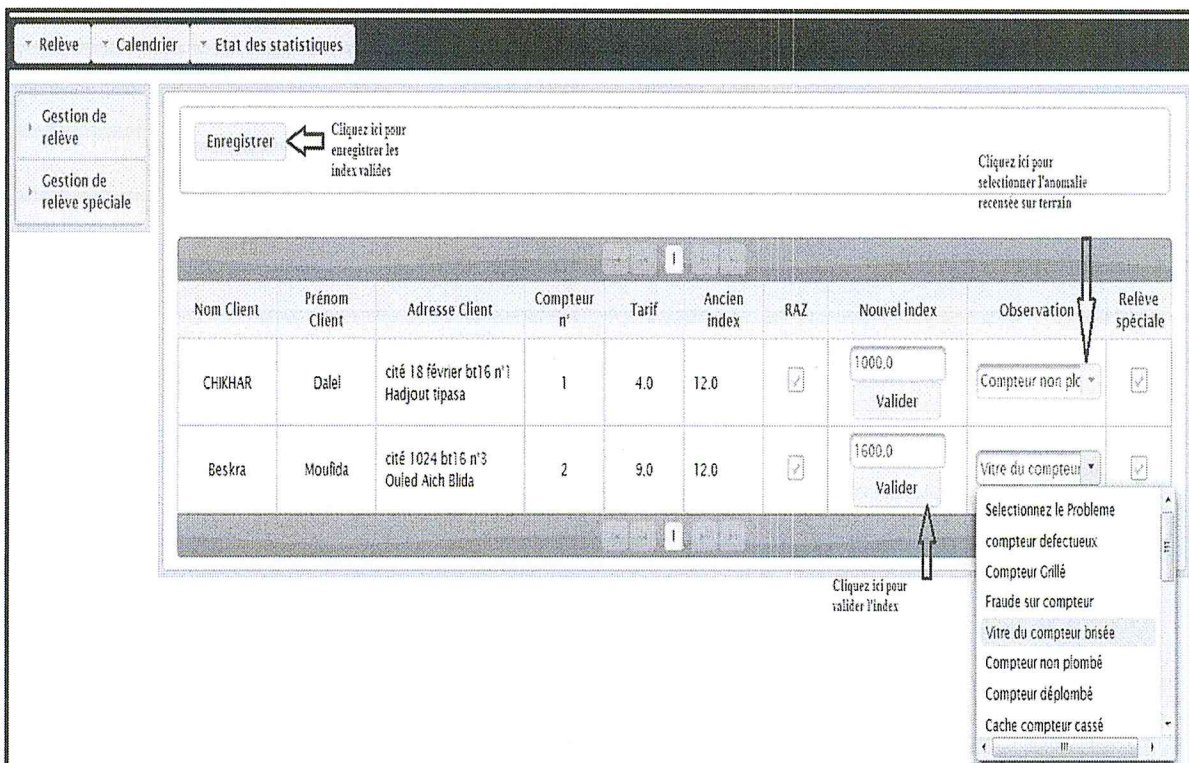 Relève Calendrier Etat des statistiques
Gestion de
relève
Gestion de
relève spéciale
Enregistrer
Cliquez ici pour
enregistrer les
index valides
Cliquez ici pour
selectionner l'anomalie
recensée sur terrain
1
Nom Client Prénom Client Adresse Client Compteur n° Tarif Ancien index RAZ Nouvel index Observation Relève spéciale
CHIKHAR Dalel cité 18 février bt16 n°1 Hadjout tipasa 1 4.0 12.0 1000.0 Valider Compteur non plc
Beskra Moufida cité 1024 bt16 n°3 Ouled Aich Blida 2 9.0 12.0 1600.0 Valider Vitre du compteur
1
Selectionnez le Probleme
compteur defectueux
Compteur Grillé
Fraude sur compteur
Vitre du compteur brisée
Compteur non plombé
Compteur déplombé
Cache compteur cassé
Cliquez ici pour
valider l'index